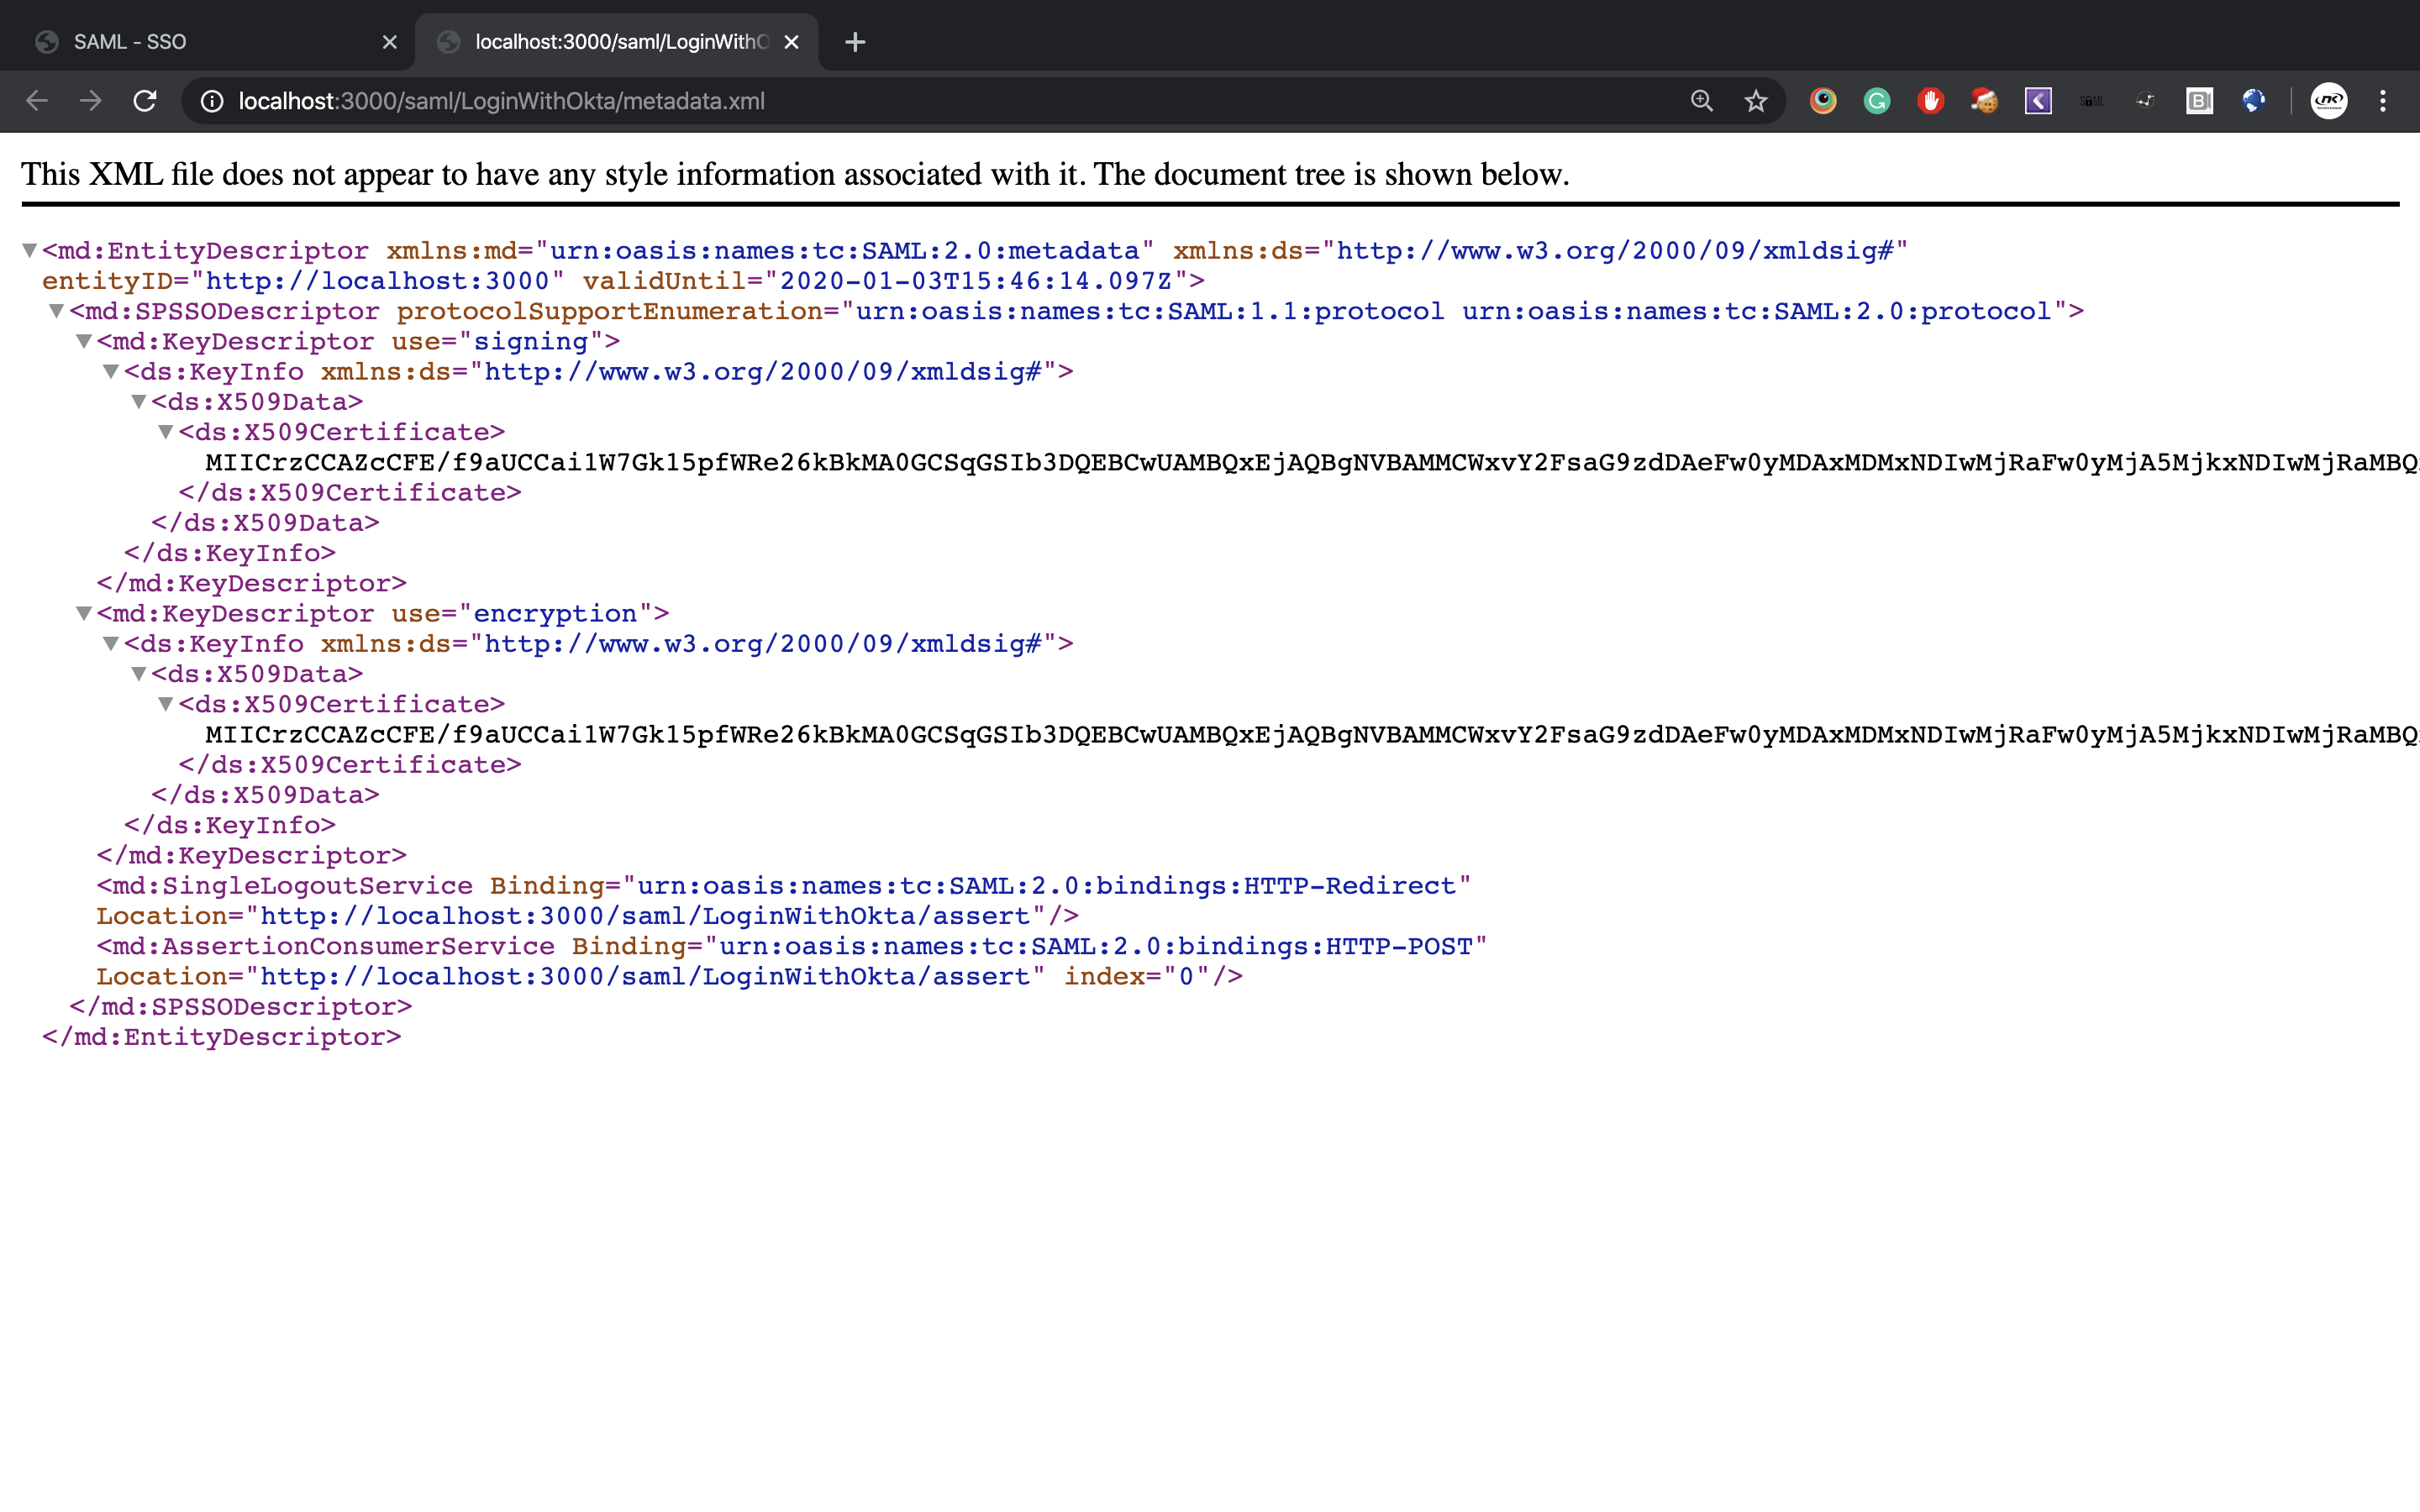 SAML - SSO
localhost:3000/saml/LoginWithO
localhost:3000/saml/LoginWithOkta/metadata.xml
This XML file does not appear to have any style information associated with it. The document tree is shown below.
<md:EntityDescriptor xmlns:md="urn:oasis:names:tc:SAML:2.0:metadata" xmlns:ds="http://www.w3.org/2000/09/xmldsig#"
entityID="http://localhost:3000" validUntil="2020-01-03T15:46:14.097Z">
<md:SPSSODescriptor protocolSupportEnumeration="urn:oasis:names:tc:SAML:1.1:protocol urn:oasis:names:tc:SAML:2.0:protocol">
<md:KeyDescriptor use="signing">
<ds:KeyInfo xmlns:ds="http://www.w3.org/2000/09/xmldsig#">
<ds:X509Data>
<ds:X509Certificate>
MIICrzCCAZcCFE/f9aUCCai1W7Gk15pfWRe26kBkMA0GCSqGSIb3DQEBCwUAMBQxEjAQBgNVBAMMCWxvY2FsaG9zdDAeFw0yMDAxMDMxNDIwMjRaFw0yMjA5MjkxNDIwMjRaMBQ
</ds:X509Certificate>
</ds:X509Data>
</ds:KeyInfo>
</md:KeyDescriptor>
<md:KeyDescriptor use="encryption">
<ds:KeyInfo xmlns:ds="http://www.w3.org/2000/09/xmldsig#">
<ds:X509Data>
<ds:X509Certificate>
MIICrzCCAZcCFE/f9aUCCai1W7Gk15pfWRe26kBkMA0GCSqGSIb3DQEBCwUAMBQxEjAQBgNVBAMMCWxvY2FsaG9zdDAeFw0yMDAxMDMxNDIwMjRaFw0yMjA5MjkxNDIwMjRaMBQ
</ds:X509Certificate>
</ds:X509Data>
</ds:KeyInfo>
</md:KeyDescriptor>
<md:SingleLogoutService Binding="urn:oasis:names:tc:SAML:2.0:bindings:HTTP-Redirect"
Location="http://localhost:3000/saml/LoginWithOkta/assert"/>
<md:AssertionConsumerService Binding="urn:oasis:names:tc:SAML:2.0:bindings:HTTP-POST"
Location="http://localhost:3000/saml/LoginWithOkta/assert" index="0"/>
</md:SPSSODescriptor>
</md:EntityDescriptor>